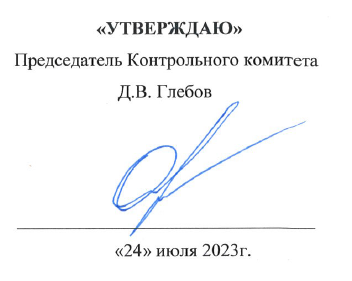 «УТВЕРЖДАЮ»
Председатель Контрольного комитета
Д.В. Глебов
«24» июля 2023г.